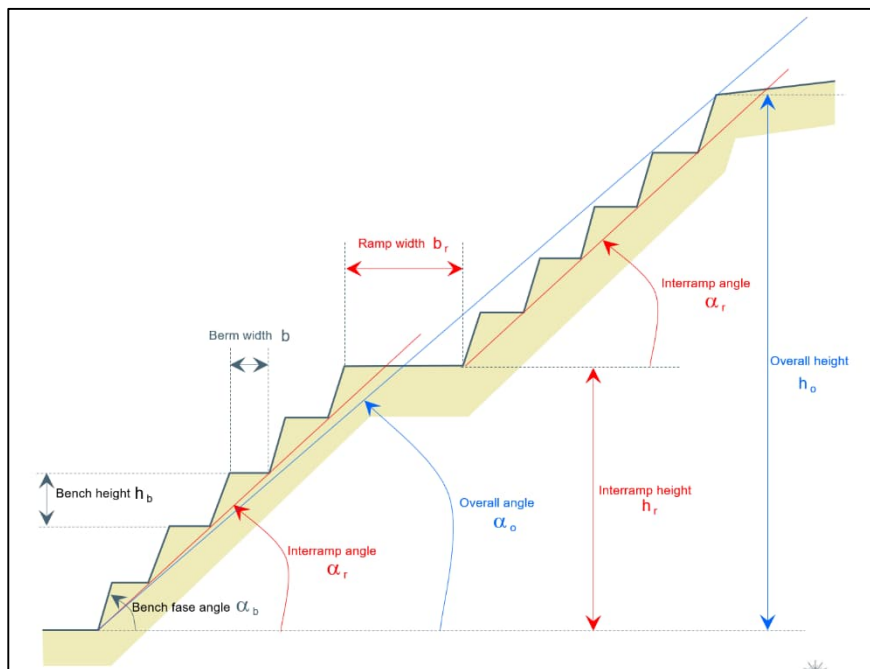 Ramp width b r
Interramp angle
α r
Berm width b
Overall height
h o
Bench height h b
Interramp height
h r
Overall angle
α o
Interramp angle
α r
Bench fase angle α b